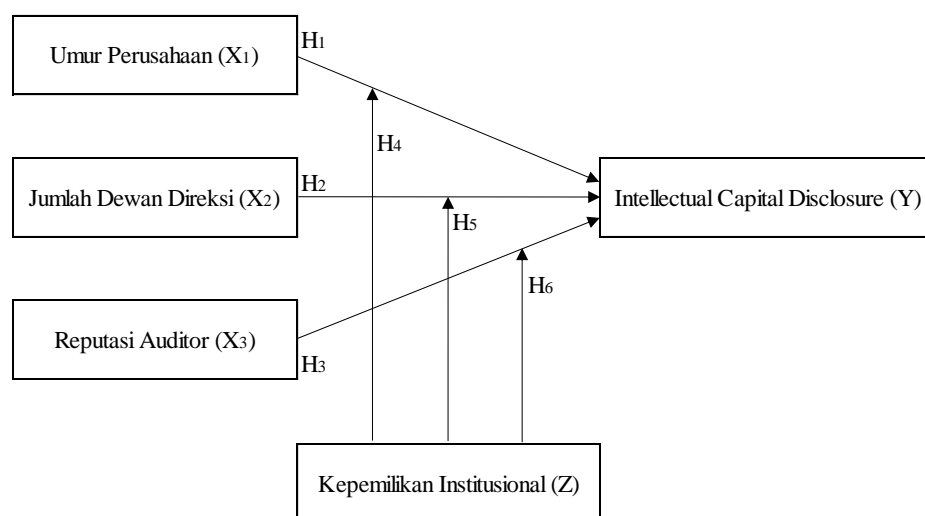 Umur Perusahaan (X1)
H1
H4
Jumlah Dewan Direksi (X2)
H2
H5
Intellectual Capital Disclosure (Y)
H6
Reputasi Auditor (X3)
H3
Kepemilikan Institusional (Z)